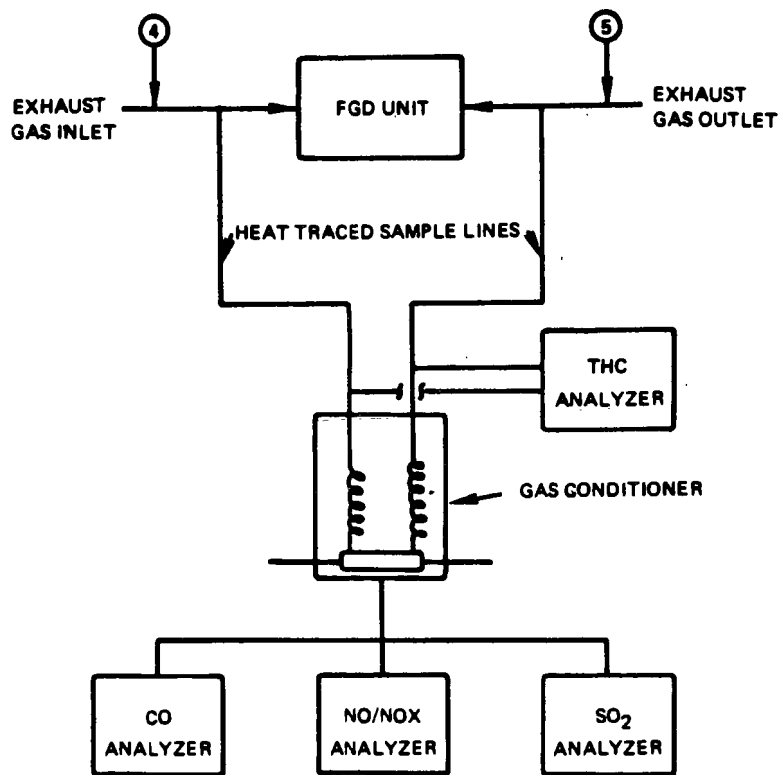 4
5
EXHAUST
GAS INLET
FGD UNIT
EXHAUST
GAS OUTLET
HEAT TRACED SAMPLE LINES
THC
ANALYZER
GAS CONDITIONER
CO
ANALYZER
NO/NOX
ANALYZER
SO₂
ANALYZER